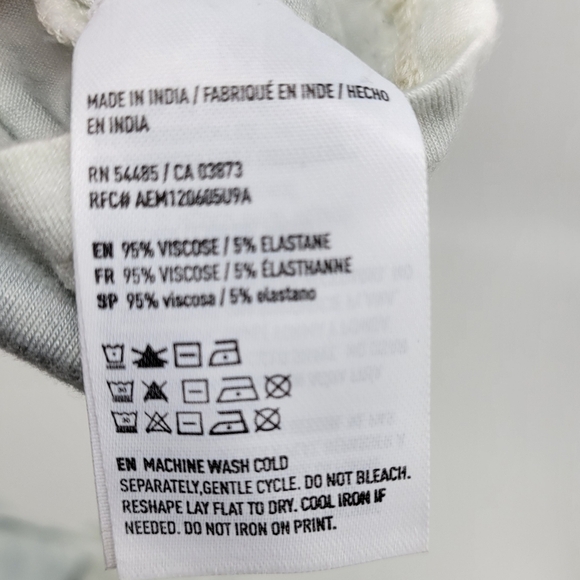 MADE IN INDIA / FABRIQUÉ EN INDE / HECHO
EN INDIA
RN 54485 / CA 03873
RFC# AEM120605U9A
EN 95% VISCOSE / 5% ELASTANE
FR 95% VISCOSE / 5% ÉLASTHANNE
SP 95% viscosa / 5% elastano
EN MACHINE WASH COLD
SEPARATELY,GENTLE CYCLE. DO NOT BLEACH.
RESHAPE LAY FLAT TO DRY. COOL IRON IF
NEEDED. DO NOT IRON ON PRINT.